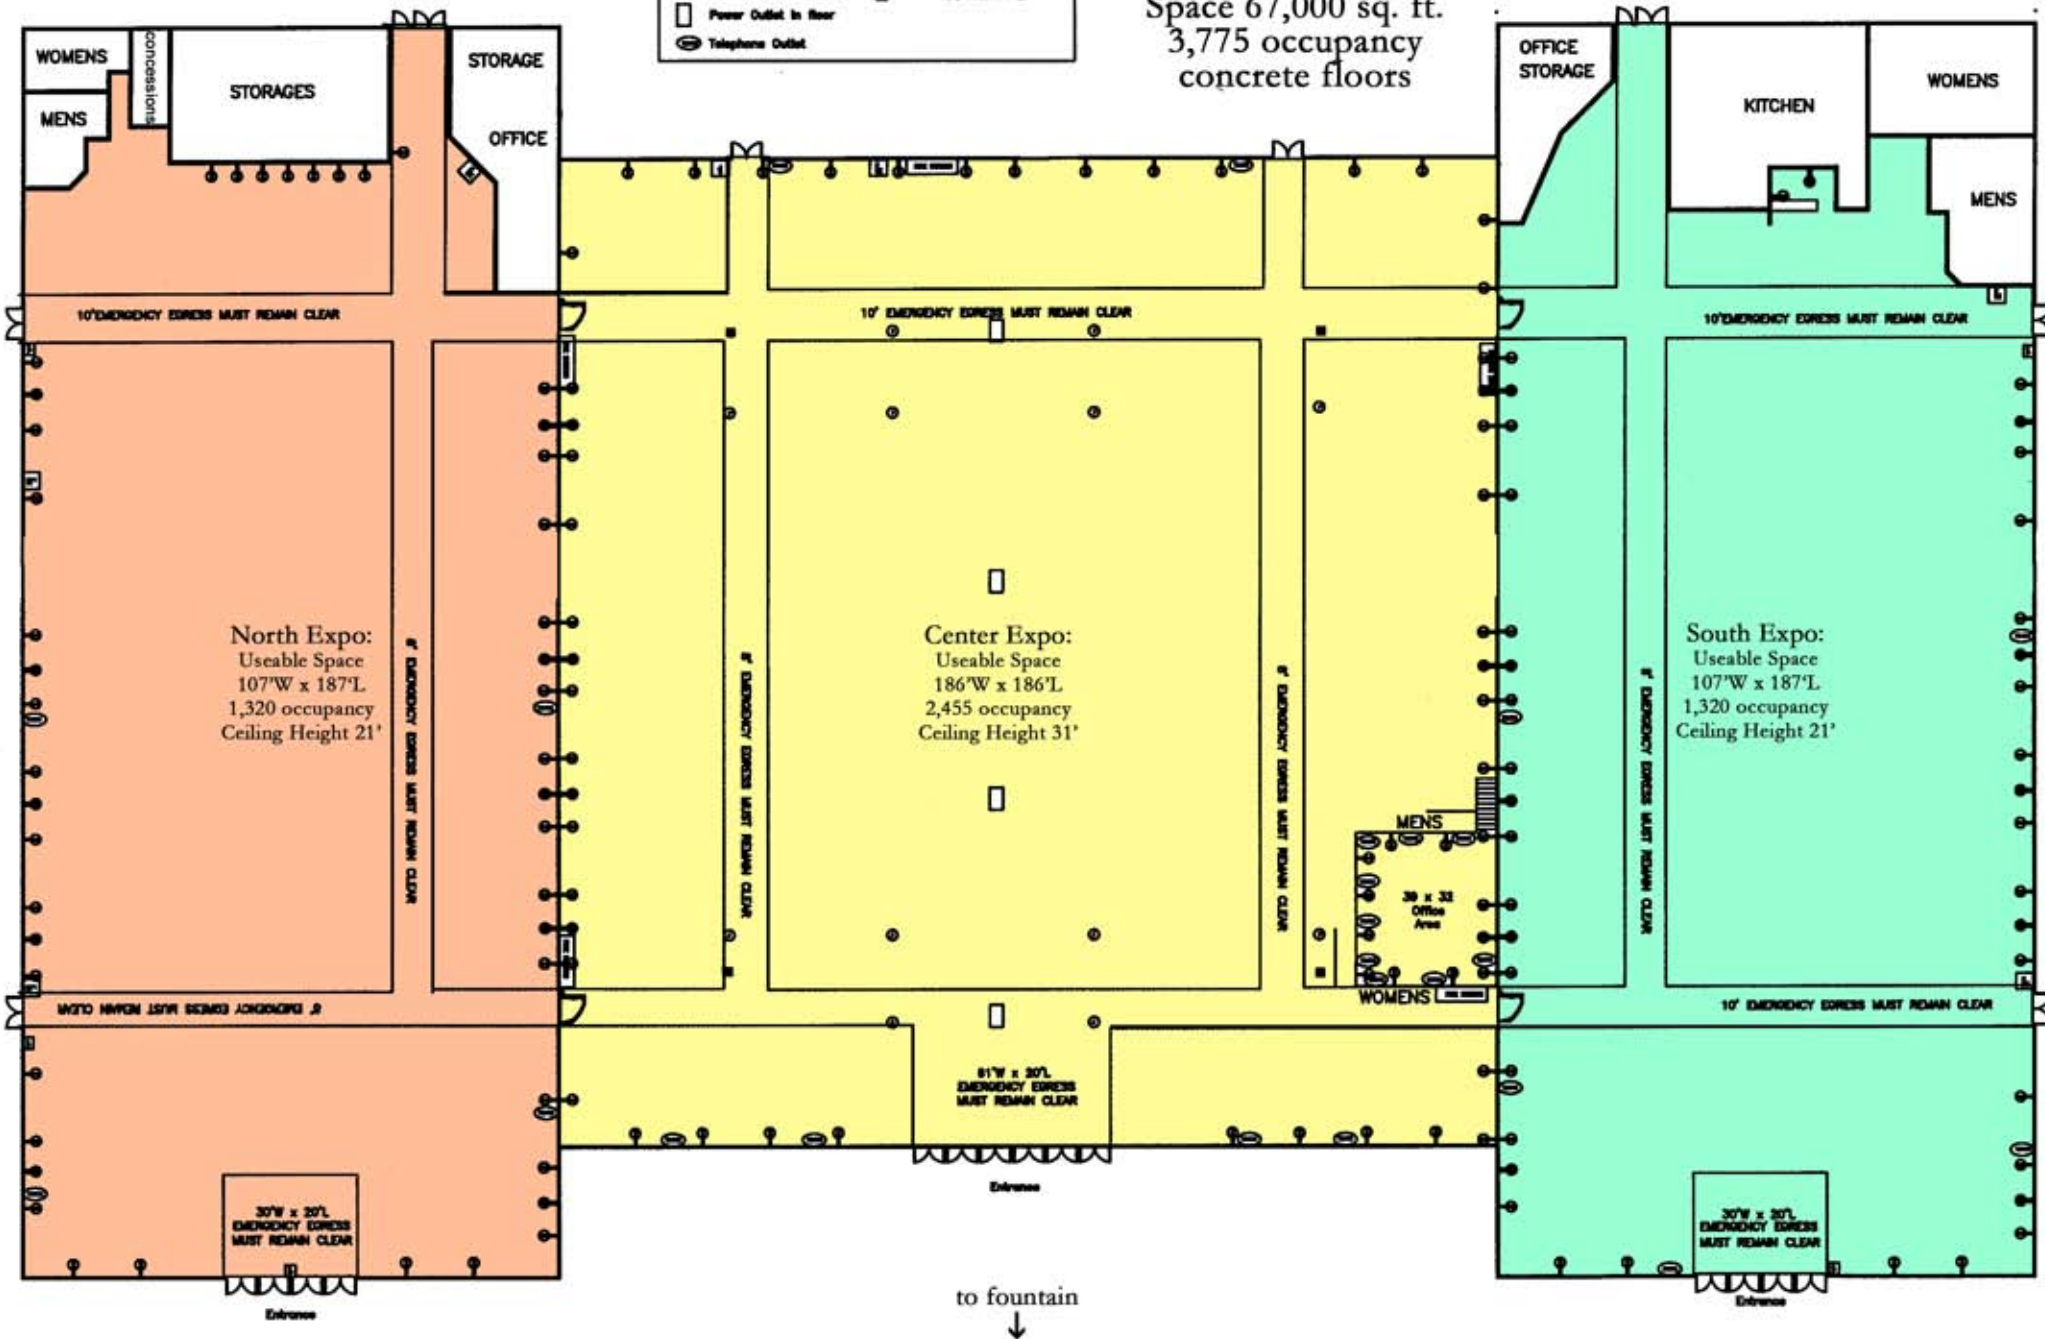 Power Outlet in floor
Telephone Outlet
Space 67,000 sq. ft.
3,775 occupancy
concrete floors
WOMENS
MENS
concessions
STORAGES
STORAGE
OFFICE
OFFICE
STORAGE
KITCHEN
WOMENS
MENS
10'EMERGENCY EGRESS MUST REMAIN CLEAR
10' EMERGENCY EGRESS MUST REMAIN CLEAR
10'EMERGENCY EGRESS MUST REMAIN CLEAR
North Expo:
Useable Space
107'W x 187'L
1,320 occupancy
Ceiling Height 21'
8' EMERGENCY EGRESS MUST REMAIN CLEAR
8' EMERGENCY EGRESS MUST REMAIN CLEAR
Center Expo:
Useable Space
186'W x 186'L
2,455 occupancy
Ceiling Height 31'
8' EMERGENCY EGRESS MUST REMAIN CLEAR
8' EMERGENCY EGRESS MUST REMAIN CLEAR
South Expo:
Useable Space
107'W x 187'L
1,320 occupancy
Ceiling Height 21'
MENS
Office
Area
WOMENS
8' EMERGENCY EGRESS MUST REMAIN CLEAR
10' EMERGENCY EGRESS MUST REMAIN CLEAR
x 20'L
EMERGENCY EGRESS
MUST REMAIN CLEAR
30'W x 20'L
EMERGENCY EGRESS
MUST REMAIN CLEAR
30'W x 20'L
EMERGENCY EGRESS
MUST REMAIN CLEAR
Entrance
Entrance
Entrance
to fountain